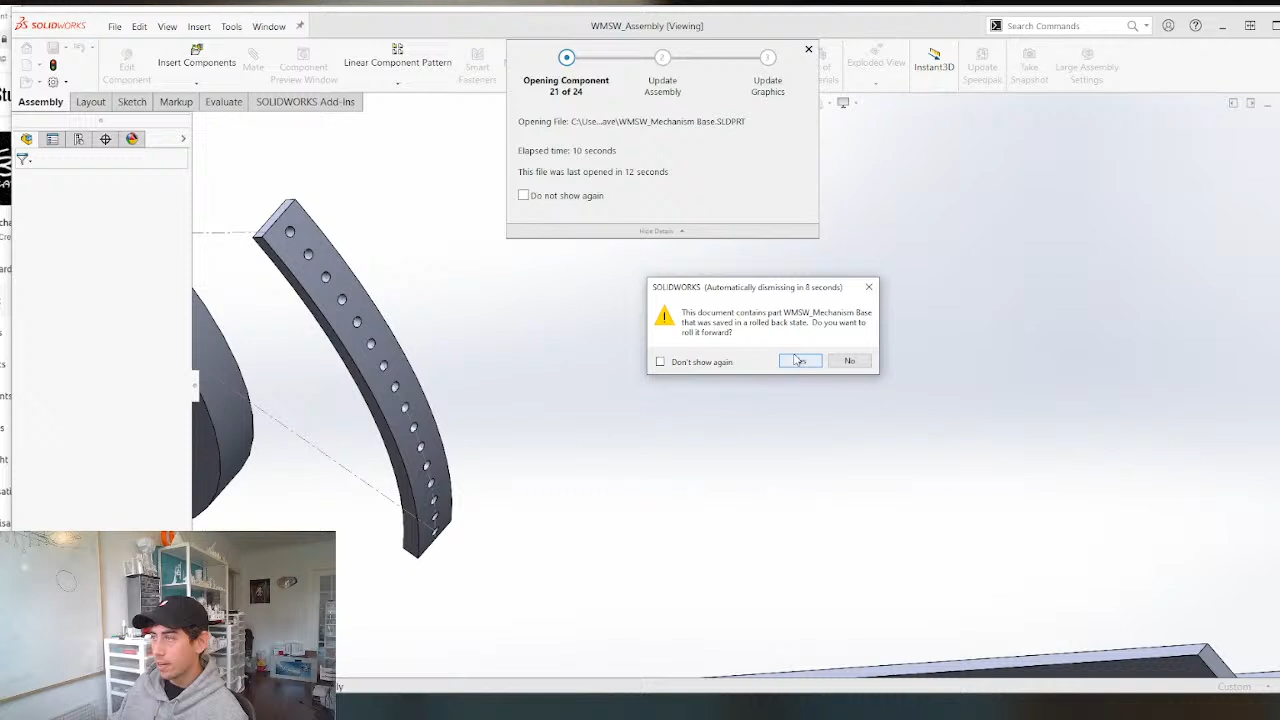 SOLIDWORKS
File
Edit
View
Insert
Tools
Window
WMSW_Assembly [Viewing]
Search Commands
Edit
Component
Insert Components
Mate
Component
Preview Window
Linear Component Pattern
Smart
Fasteners
Exploded View
Instant3D
Update
Speedpak
Take
Snapshot
Large Assembly
Settings
Assembly
Layout
Sketch
Markup
Evaluate
SOLIDWORKS Add-Ins
1
2
3
Opening Component
21 of 24
Update
Assembly
Update
Graphics
Opening File: C:\Use...ave\WMSW_Mechanism Base.SLDPRT
Elapsed time: 10 seconds
This file was last opened in 12 seconds
Do not show again
Hide Details
SOLIDWORKS (Automatically dismissing in 8 seconds)
This document contains part WMSW_Mechanism Base
that was saved in a rolled back state. Do you want to
roll it forward?
Don't show again
No
Custom